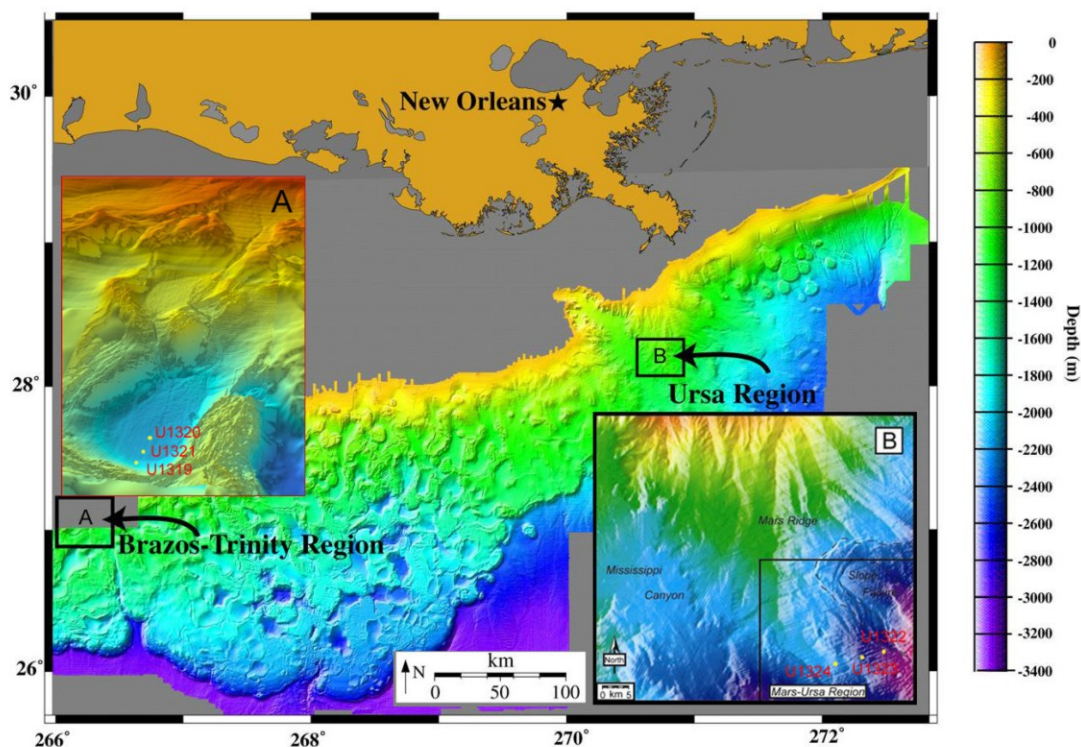 30°
28°
26°
266°
268°
270°
272°
New Orleans★
A
U1320
U1321
U1319
A
Brazos-Trinity Region
B
Ursa Region
B
Mars Ridge
Mississippi
Canyon
Slope
U1322
U1324
North
0 km 5
Mars-Ursa Region
N
km
0 50 100
0
-200
-400
-600
-800
-1000
-1200
-1400
-1600
-1800
-2000
-2200
-2400
-2600
-2800
-3000
-3200
-3400
Depth (m)